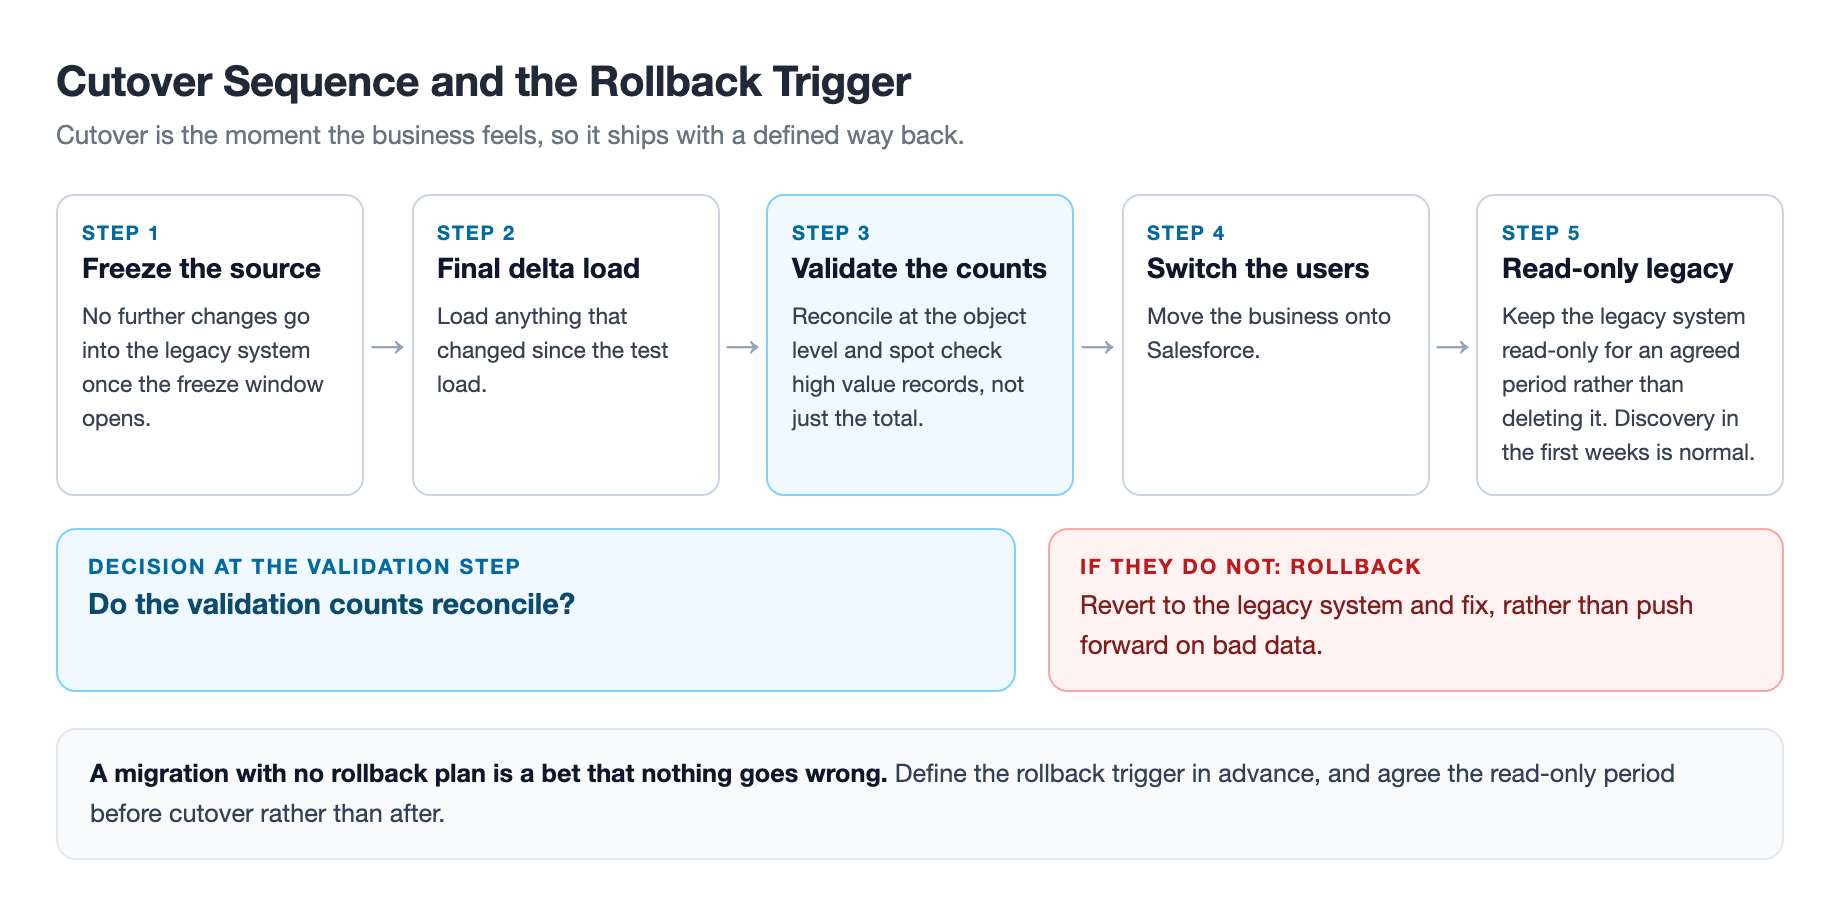 Cutover Sequence and the Rollback Trigger
Cutover is the moment the business feels, so it ships with a defined way back.
STEP 1
Freeze the source
No further changes go
into the legacy system
once the freeze window
opens.
→
STEP 2
Final delta load
Load anything that
changed since the test
load.
→
STEP 3
Validate the counts
Reconcile at the object
level and spot check
high value records, not
just the total.
→
STEP 4
Switch the users
Move the business onto
Salesforce.
→
STEP 5
Read-only legacy
Keep the legacy system
read-only for an agreed
period rather than
deleting it. Discovery in
the first weeks is normal.
DECISION AT THE VALIDATION STEP
Do the validation counts reconcile?
IF THEY DO NOT: ROLLBACK
Revert to the legacy system and fix, rather than push
forward on bad data.
A migration with no rollback plan is a bet that nothing goes wrong. Define the rollback trigger in advance, and agree the read-only period
before cutover rather than after.